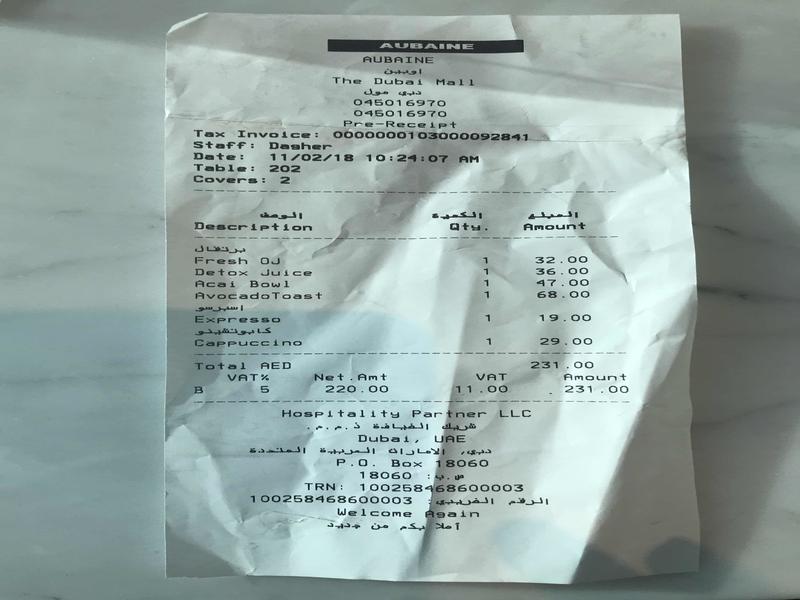 AUBAINE
AUBAINE
اوبين
The Dubai Mall
دبي مول
045016970
045016970
Pre-Receipt
Tax Invoice: 0000000103000092841
Staff: Dagher
Date: 11/02/18 10:24:07 AM
Table: 202
Covers: 2
الوصف الكمية المبلغ
Description Qty. Amount
برتقال
Fresh OJ 1 32.00
Detox Juice 1 36.00
Acai Bowl 1 47.00
AvocadoToast 1 68.00
اسبرسو
Expresso 1 19.00
كابوتشينو
Cappuccino 1 29.00
Total AED 231.00
VAT% Net.Amt VAT Amount
B 5 220.00 11.00 231.00
Hospitality Partner LLC
شريك الضيافة ذ.م.م.
Dubai, UAE
دبي, الامارات العربية المتحدة
P.O. Box 18060
ص.ب: 18060
TRN: 100258468600003
الرقم الضريبي: 100258468600003
Welcome Again
أهلا بكم من جديد